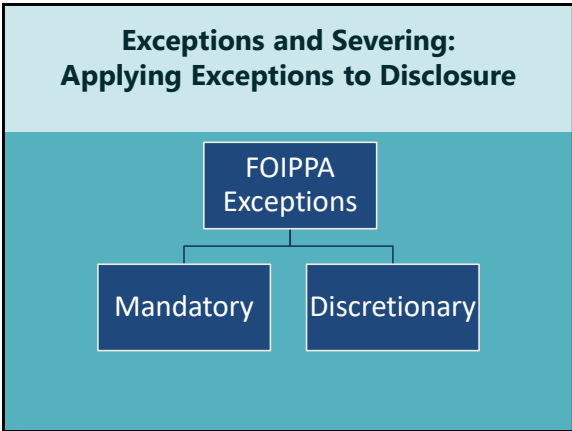 Exceptions and Severing:
Applying Exceptions to Disclosure
FOIPPA
Exceptions
Mandatory
Discretionary